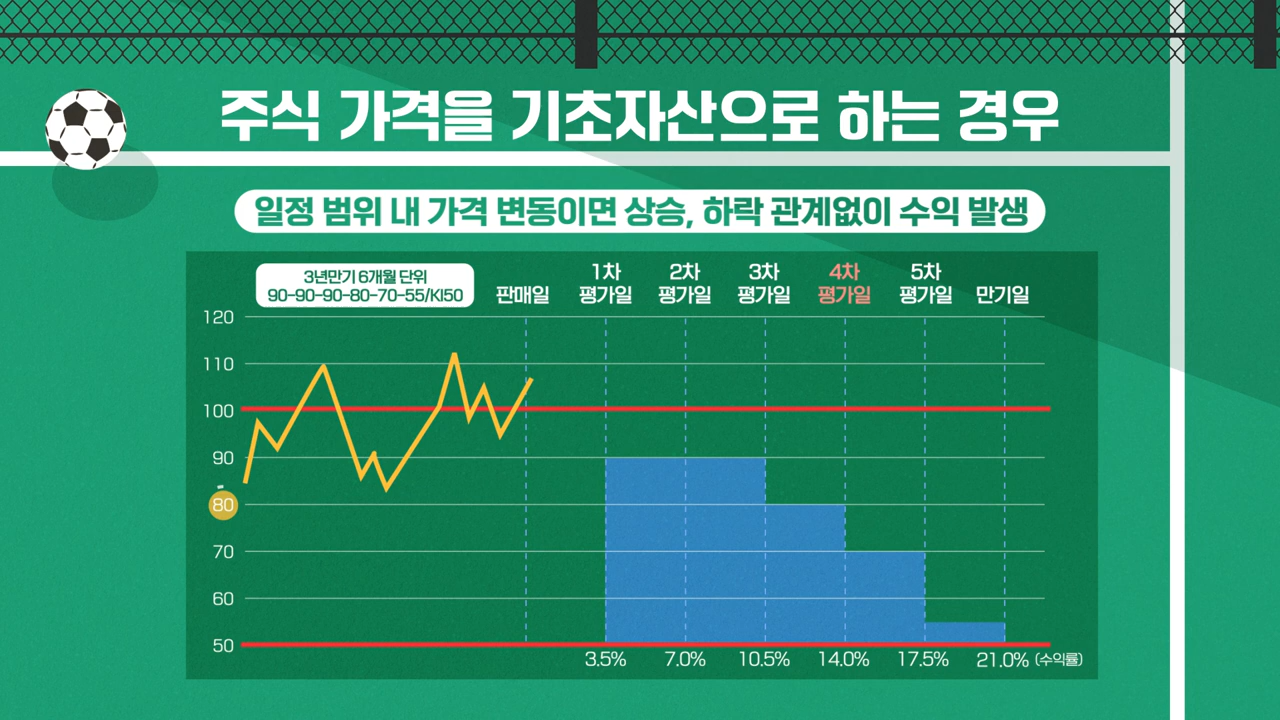 주식 가격을 기초자산으로 하는 경우
일정 범위 내 가격 변동이면 상승, 하락 관계없이 수익 발생
3년만기 6개월 단위
90-90-90-80-70-55/KI50
판매일
1차
평가일
2차
평가일
3차
평가일
4차
평가일
5차
평가일
만기일
120
110
100
90
80
70
60
50
3.5% 7.0% 10.5% 14.0% 17.5% 21.0% (수익률)